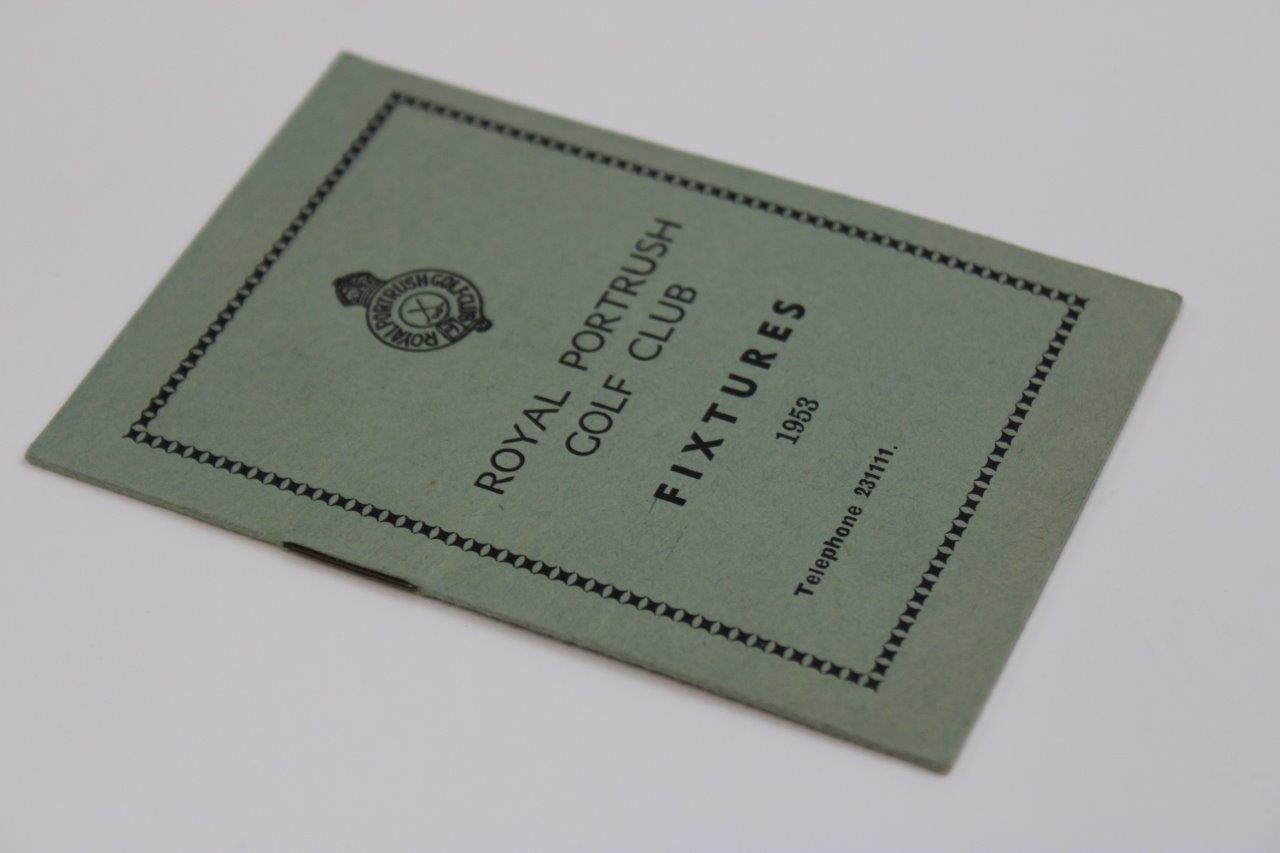 ROYAL PORTRUSH GOLF CLUB
ROYAL PORTRUSH
GOLF CLUB
FIXTURES
1953
Telephone 231111.